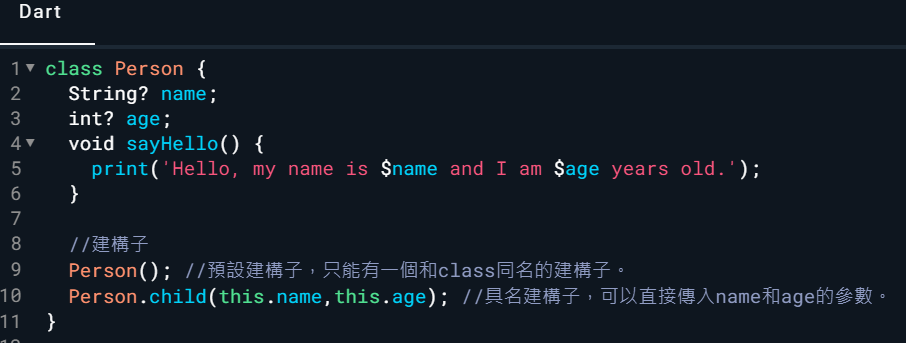 Dart
1 class Person {
2   String? name;
3   int? age;
4   void sayHello() {
5     print('Hello, my name is $name and I am $age years old.');
6   }
7
8   //建構子
9   Person(); //預設建構子，只能有一個和class同名的建構子。
10   Person.child(this.name,this.age); //具名建構子，可以直接傳入name和age的參數。
11 }